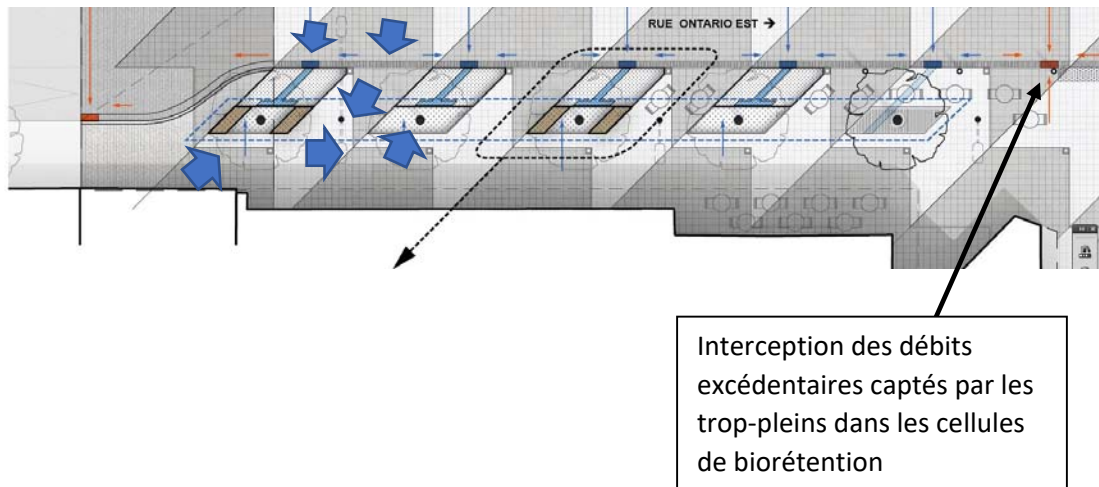 RUE ONTARIO EST →
Interception des débits
excédentaires captés par les
trop-pleins dans les cellules
de biorétention